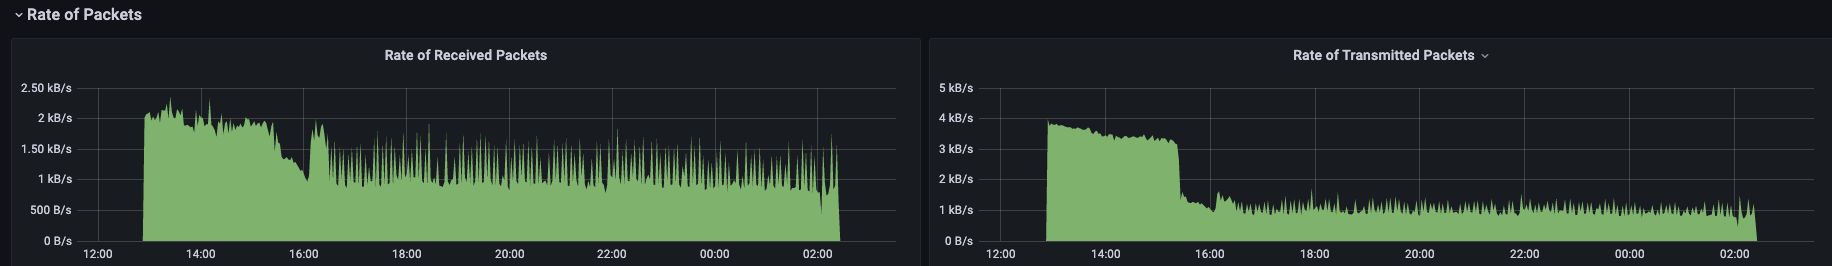 Rate of Packets
Rate of Received Packets
2.50 kB/s
2 kB/s
1.50 kB/s
1 kB/s
500 B/s
0 B/s
12:00 14:00 16:00 18:00 20:00 22:00 00:00 02:00
Rate of Transmitted Packets
5 kB/s
4 kB/s
3 kB/s
2 kB/s
1 kB/s
0 B/s
12:00 14:00 16:00 18:00 20:00 22:00 00:00 02:00